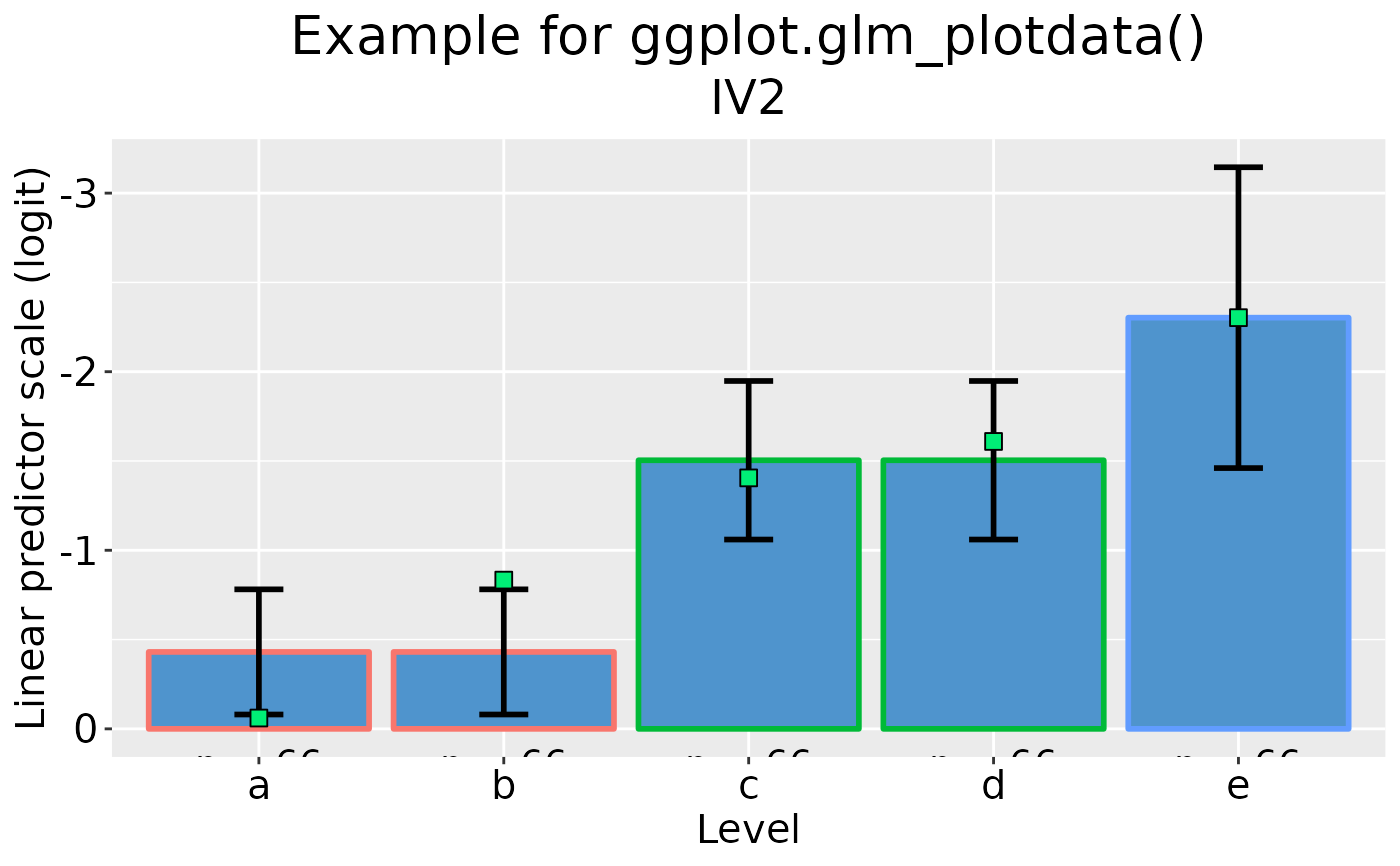 Example for ggplot.glm_plotdata()
IV2
Linear predictor scale (logit)
-3
-2
-1
0
a b c d e
Level